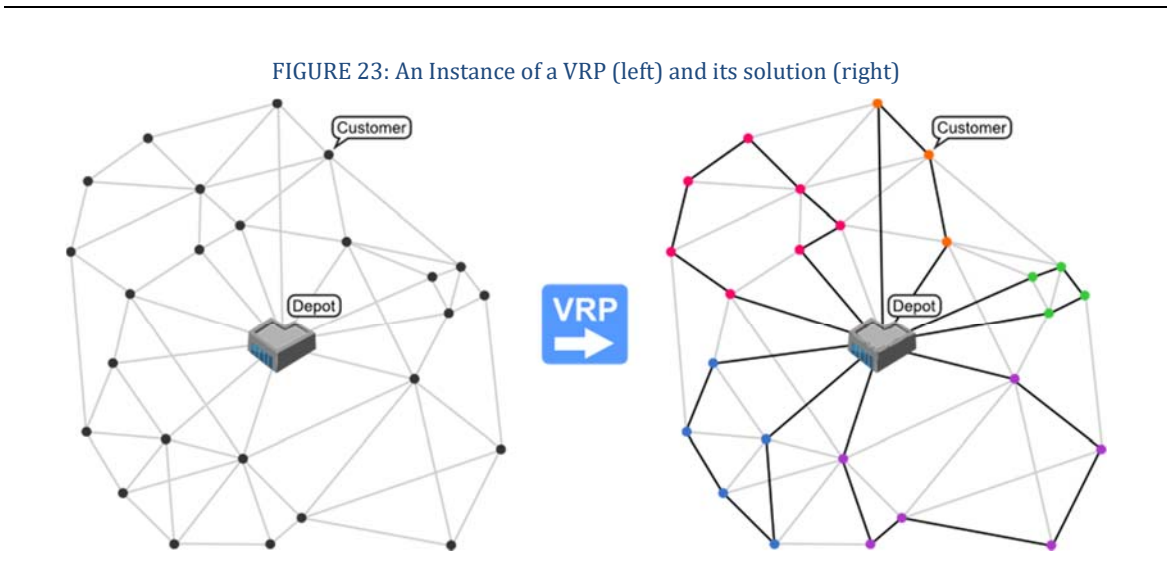 FIGURE 23: An Instance of a VRP (left) and its solution (right)
Customer
Depot
VRP
Customer
Depot